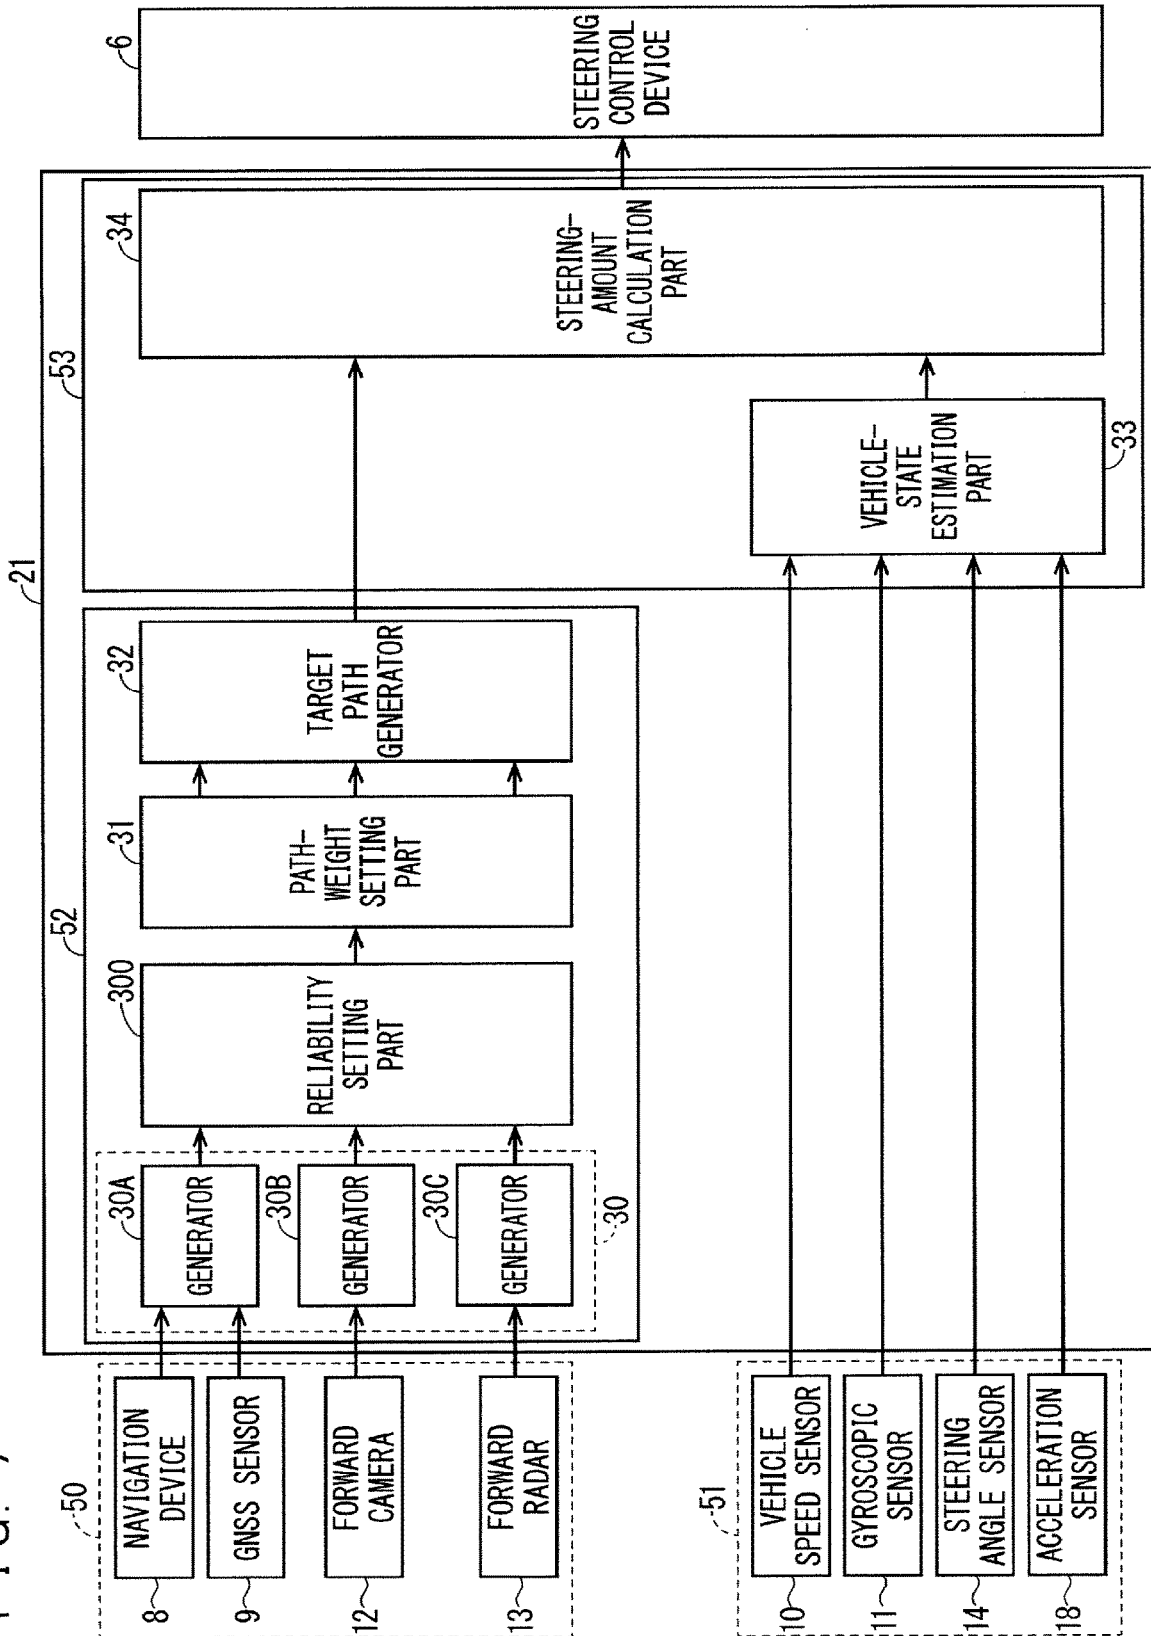 50
NAVIGATION
DEVICE
8
GNSS SENSOR
9
FORWARD
CAMERA
12
FORWARD
RADAR
13
51
VEHICLE
SPEED SENSOR
10
GYROSCOPIC
SENSOR
11
STEERING
ANGLE SENSOR
14
ACCELERATION
SENSOR
18
21
52
30A
GENERATOR
30B
GENERATOR
30C
GENERATOR
30
300
RELIABILITY
SETTING
PART
31
PATH-
WEIGHT
SETTING
PART
32
TARGET
PATH
GENERATOR
53
VEHICLE-
STATE
ESTIMATION
PART
33
34
STEERING-
AMOUNT
CALCULATION
PART
6
STEERING
CONTROL
DEVICE